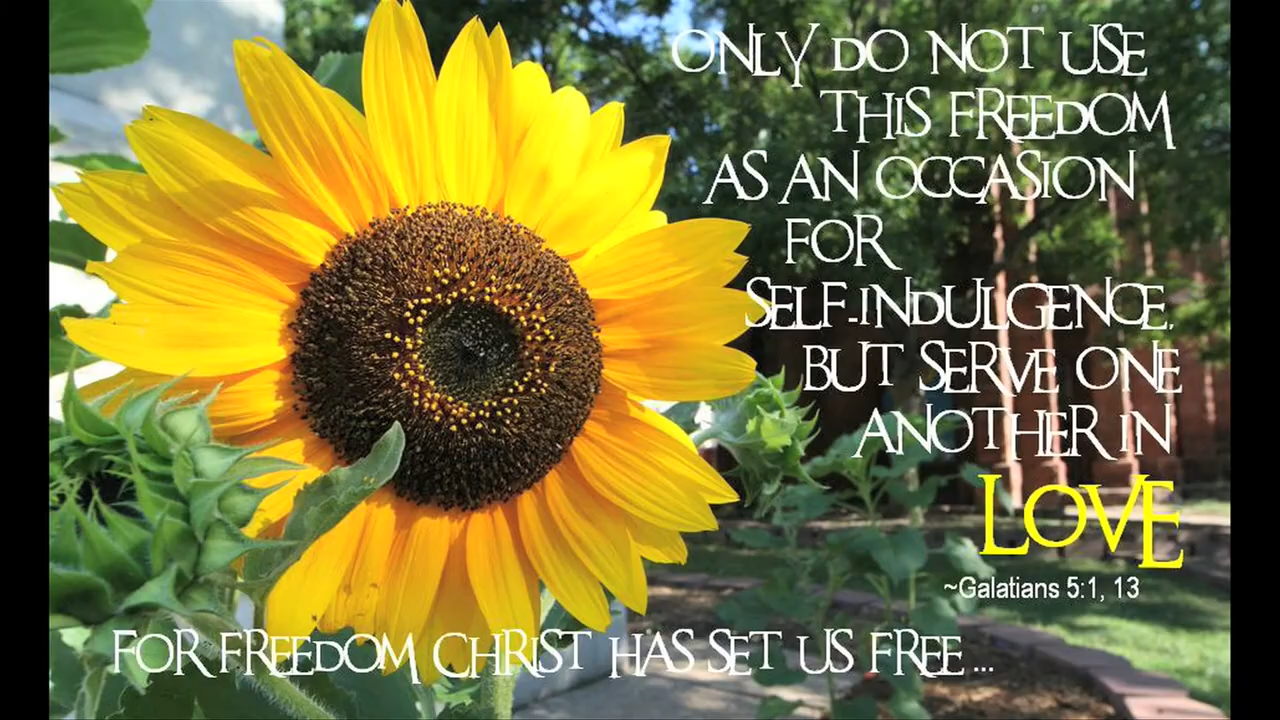 ONLY DO NOT USE
THIS FREEDOM
AS AN OCCASION
FOR
SELF-INDULGENCE,
BUT SERVE ONE
ANOTHER IN
LOVE
~Galatians 5:1, 13
FOR FREEDOM CHRIST HAS SET US FREE ...